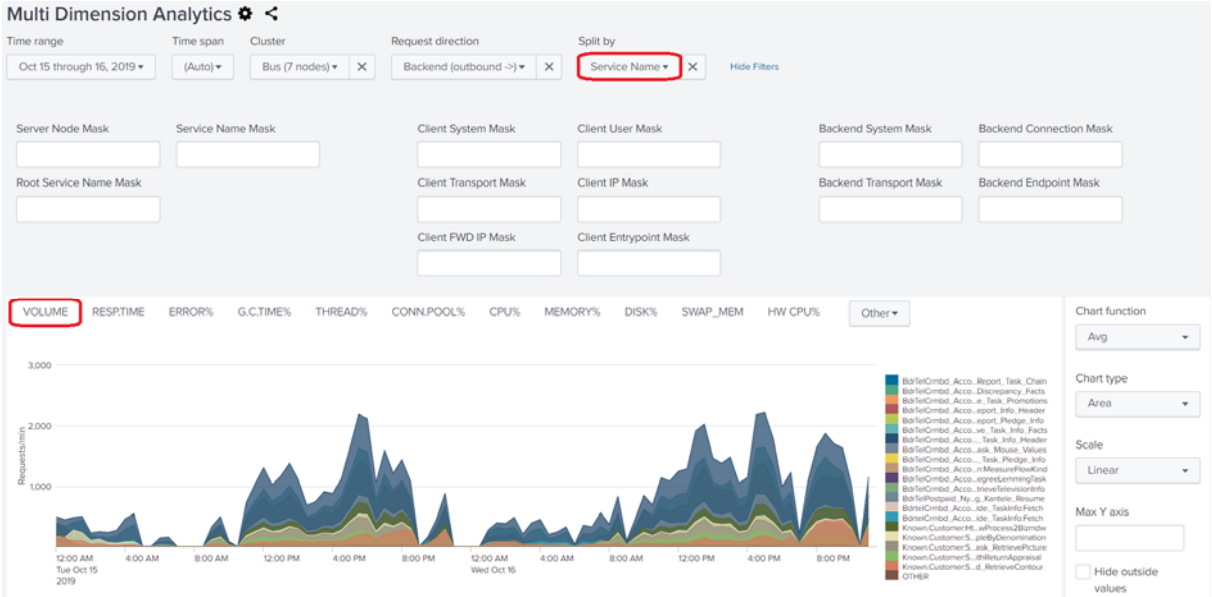 Multi Dimension Analytics
Time range Time span Cluster Request direction Split by
Oct 15 through 16, 2019 (Auto) Bus (7 nodes) Backend (outbound ->) Service Name Hide Filters
Server Node Mask Service Name Mask Client System Mask Client User Mask Backend System Mask Backend Connection Mask
Root Service Name Mask Client Transport Mask Client IP Mask Backend Transport Mask Backend Endpoint Mask
Client FWD IP Mask Client Entrypoint Mask
VOLUME RESP.TIME ERROR% G.C.TIME% THREAD% CONN.POOL% CPU% MEMORY% DISK% SWAP_MEM HW CPU% Other
Chart function
Avg
Chart type
Area
Scale
Linear
Max Y axis
Hide outside
values
3,000
2,000
1,000
Requests/min
12:00 AM 4:00 AM 8:00 AM 12:00 PM 4:00 PM 8:00 PM 12:00 AM 4:00 AM 8:00 AM 12:00 PM 4:00 PM 8:00 PM
Tue Oct 15 Wed Oct 16
2019
BdrTelCrmbd_Acco...Report_Task_Chain
BdrTelCrmbd_Acco...Discrepancy_Facts
BdrTelCrmbd_Acco...e_Task_Promotions
BdrTelCrmbd_Acco...eport_Info_Header
BdrTelCrmbd_Acco...eport_Pledge_Info
BdrTelCrmbd_Acco...ve_Task_Info_Facts
BdrTelCrmbd_Acco..._Task_Info_Header
BdrTelCrmbd_Acco...ask_Mouse_Values
BdrTelCrmbd_Acco..._Task_Pledge_Info
BdrTelCrmbd_Acco...n:MeasureFlowKind
BdrTelCrmbd_Acco...egreeLemmingTask
BdrTelCrmbd_Acco...trieveTelevisionInfo
BdrTelPostpaid_Ny...g_Kantele_Resume
BdrtelCrmbd_Acco...ide_TaskInfo:Fetch
BdrtelCrmbd_Acco...ide_TaskInfo:Fetch
Known.Customer:Ht...wProcess2Bizmdw
Known.Customer:S...pleByDenomination
Known.Customer:S...ask_RetrievePicture
Known.Customer:S...thReturnAppraisal
Known.Customer:S...d_RetrieveContour
OTHER